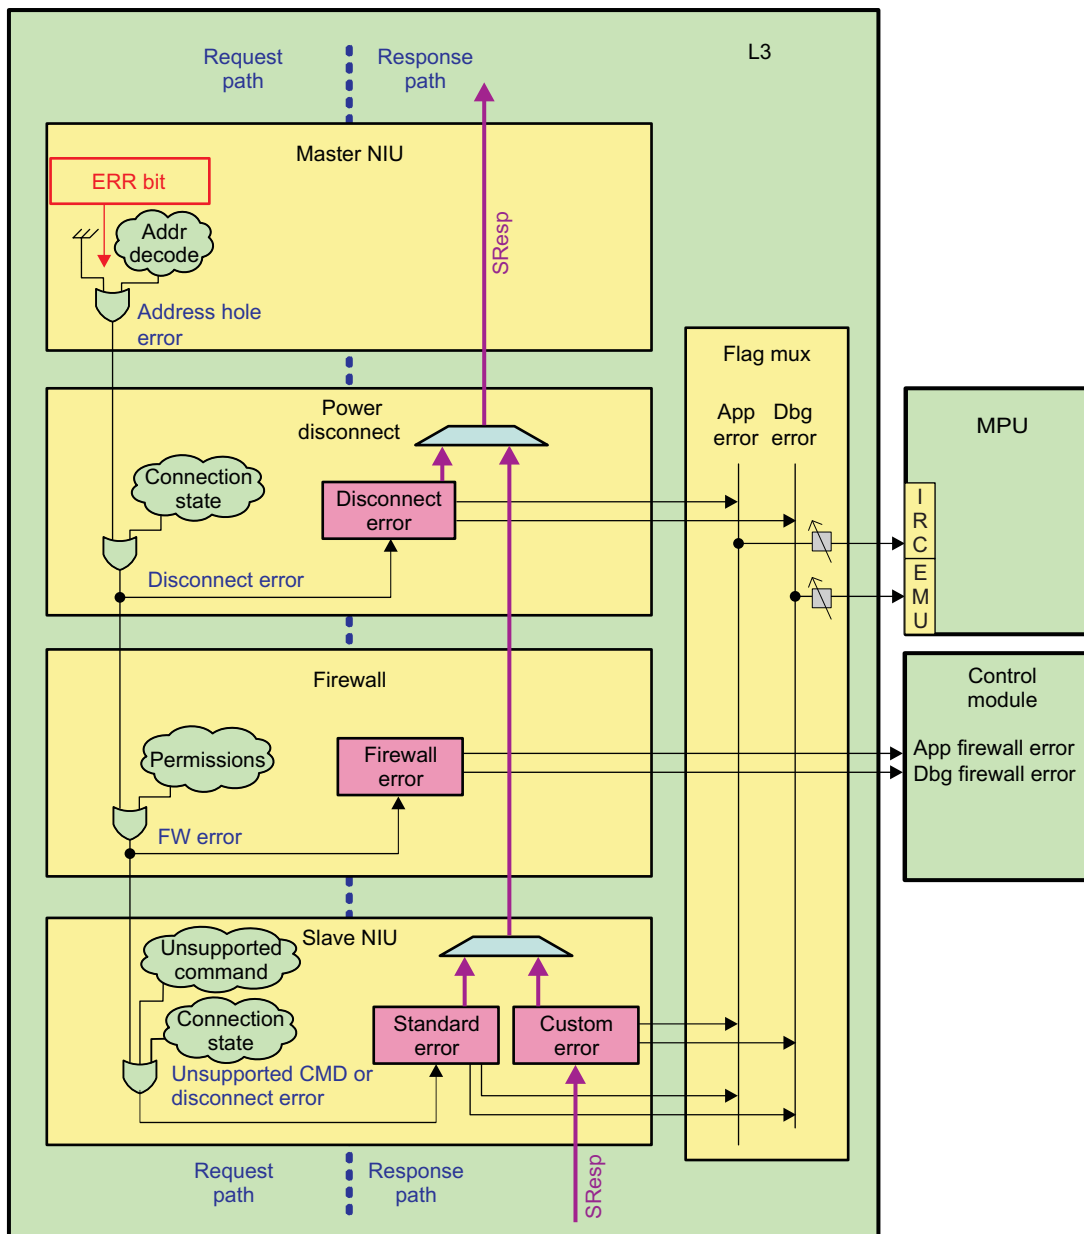 Request
path
Response
path
L3
Master NIU
ERR bit
Addr
decode
SResp
Address hole
error
Flag mux
App
error
Dbg
error
Power
disconnect
MPU
Connection
state
Disconnect
error
I
R
C
E
M
U
Disconnect error
Firewall
Control
module
Permissions
Firewall
error
App firewall error
Dbg firewall error
FW error
Slave NIU
Unsupported
command
Connection
state
Standard
error
Custom
error
Unsupported CMD or
disconnect error
Request
path
Response
path
SResp